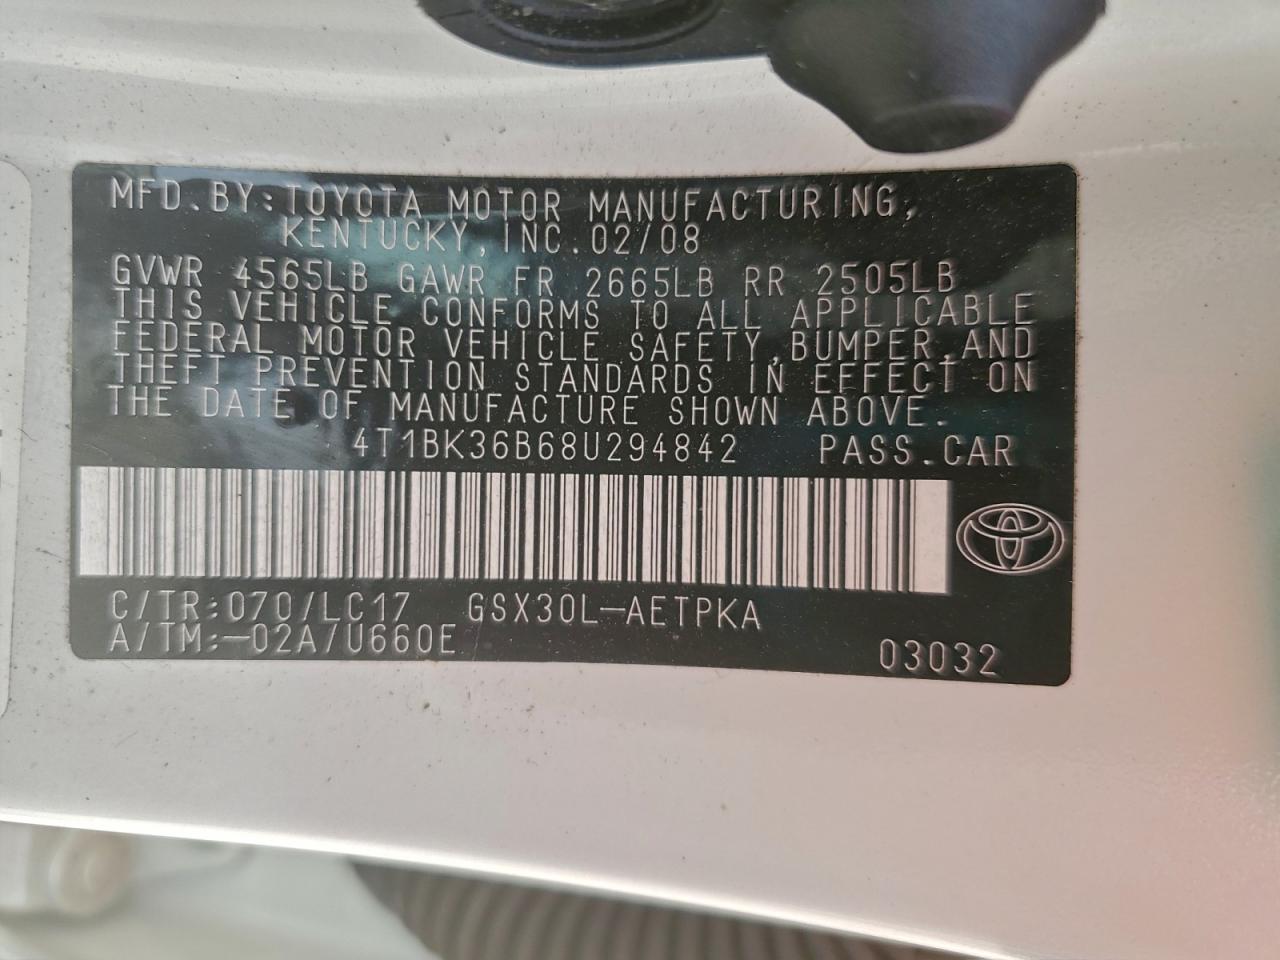 MFD.BY:TOYOTA MOTOR MANUFACTURING,
KENTUCKY,INC.02/08
GVWR 4565LB GAWR FR 2665LB RR 2505LB
THIS VEHICLE CONFORMS TO ALL APPLICABLE
FEDERAL MOTOR VEHICLE SAFETY,BUMPER,AND
THEFT PREVENTION STANDARDS IN EFFECT ON
THE DATE OF MANUFACTURE SHOWN ABOVE.
4T1BK36B68U294842 PASS.CAR
C/TR:070/LC17 GSX30L-AETPKA
A/TM:-02A/U660E 03032